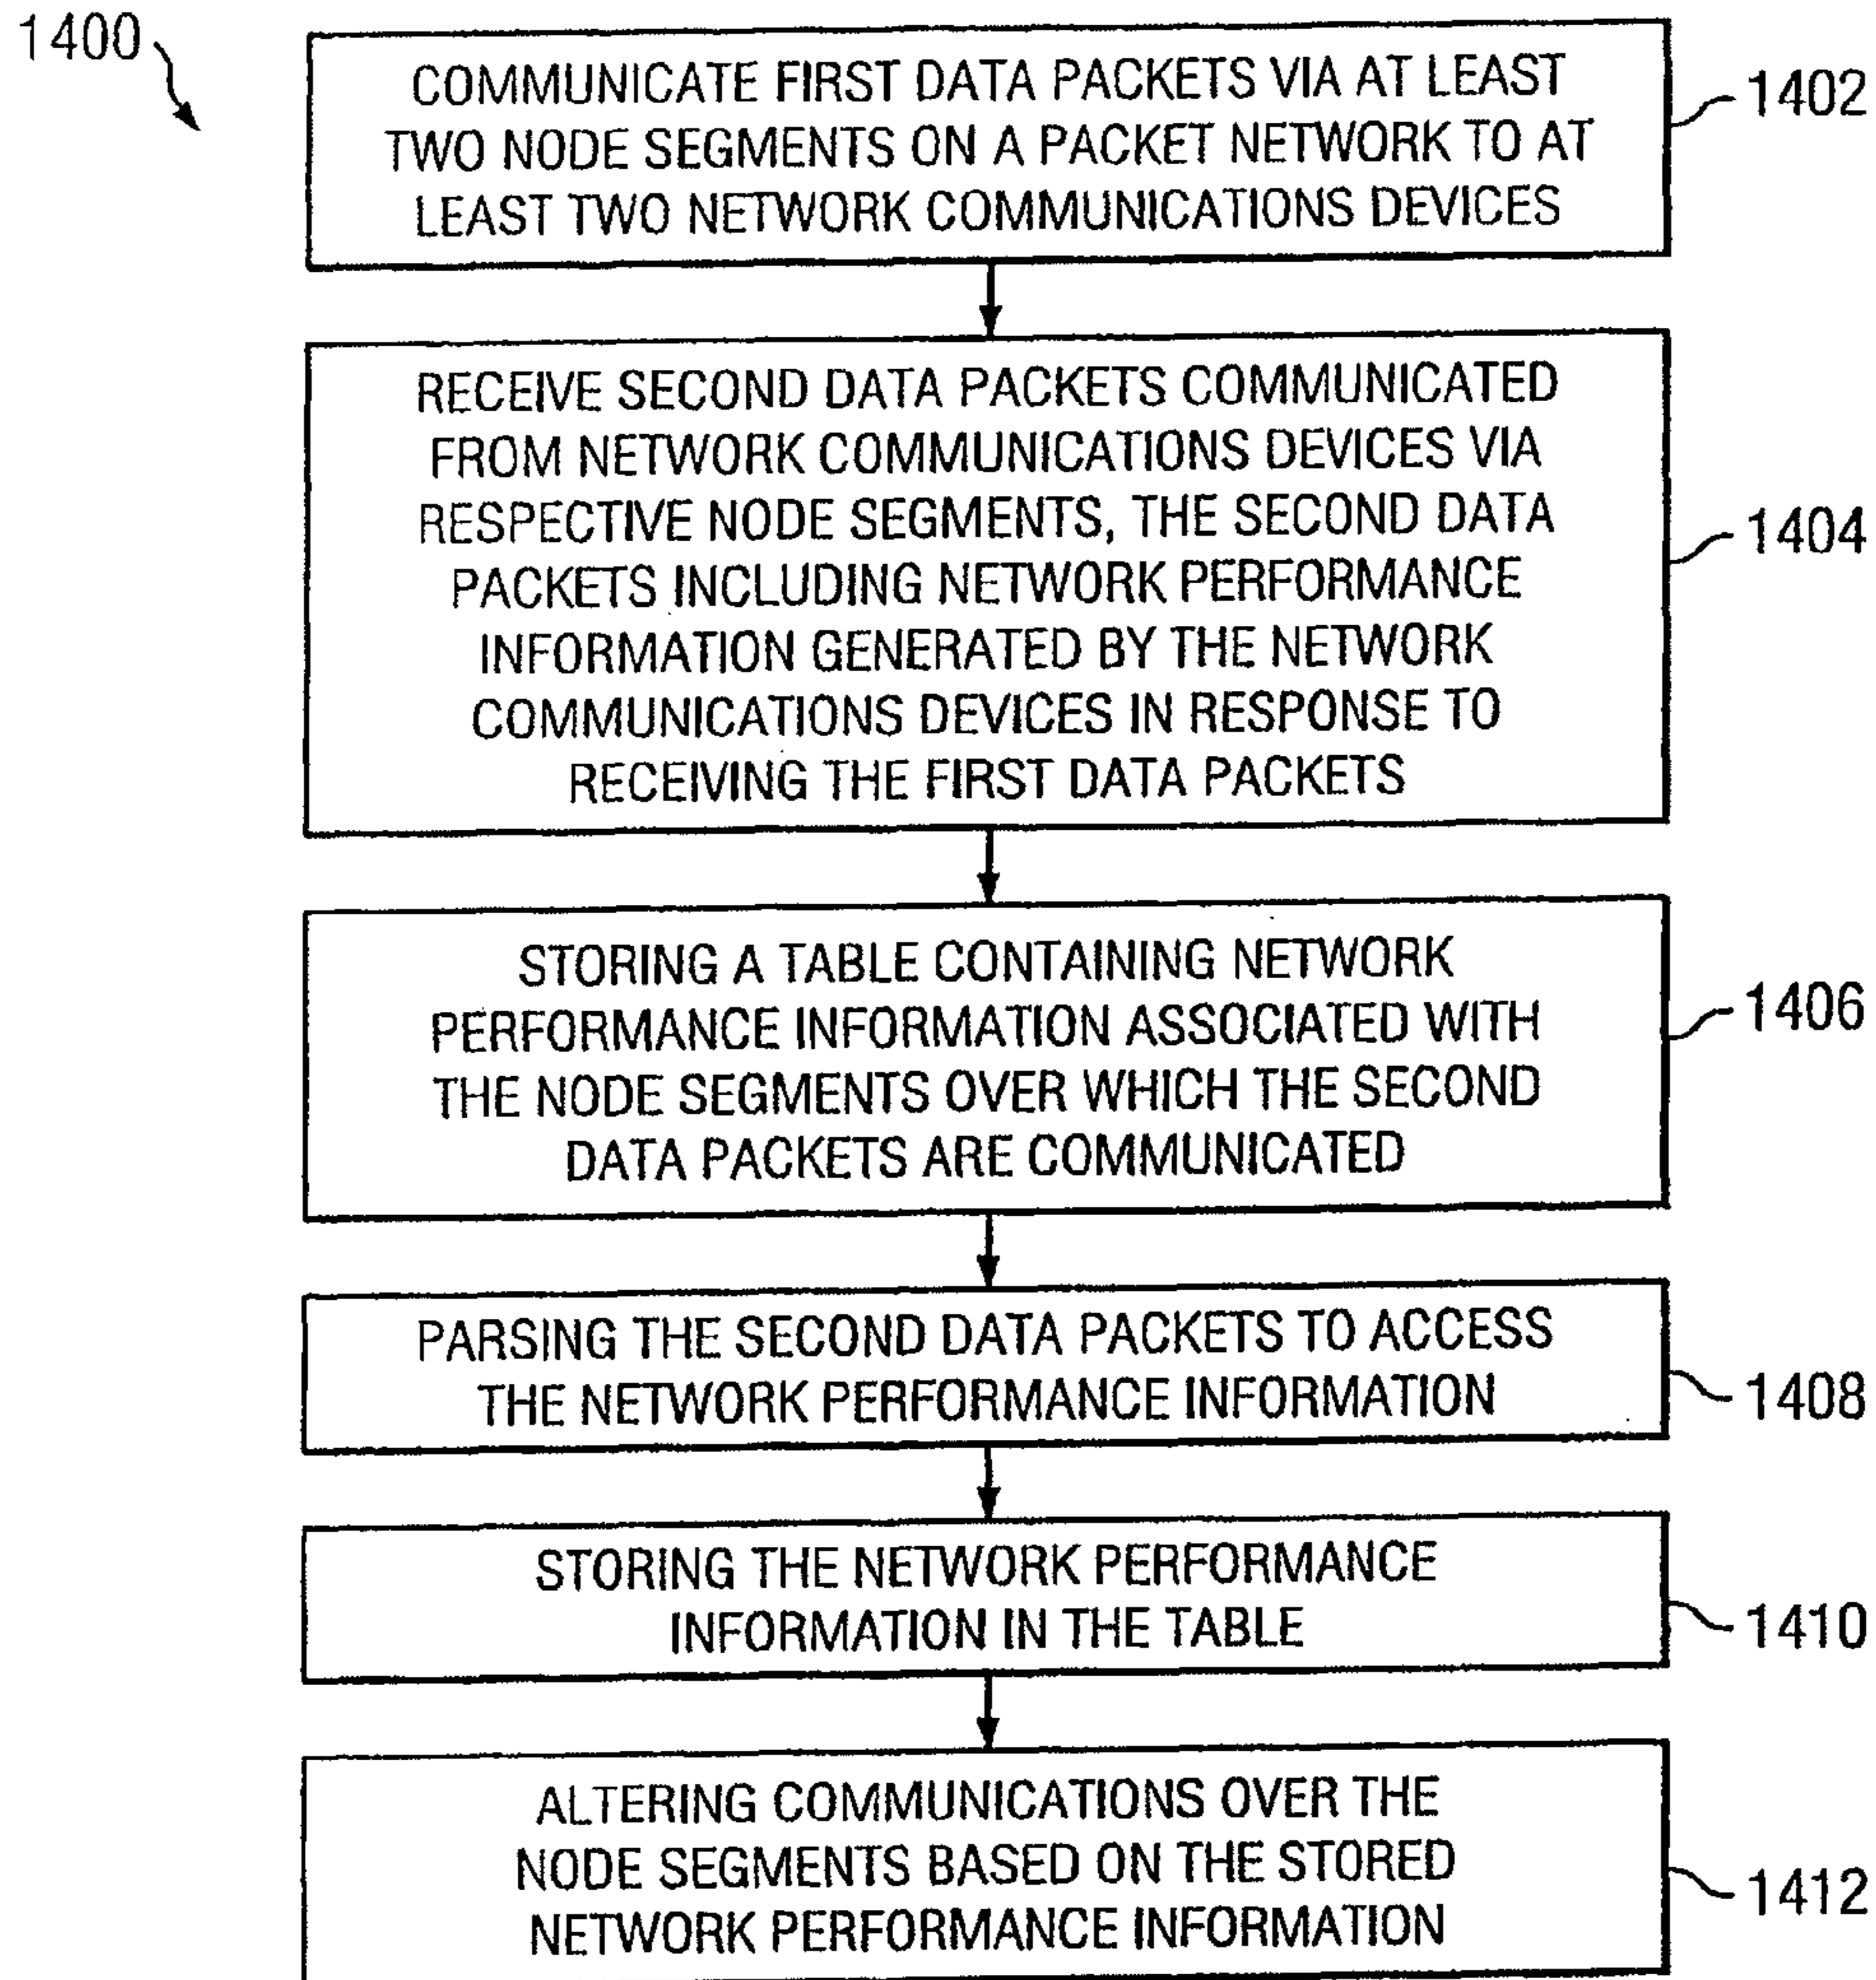 1400
COMMUNICATE FIRST DATA PACKETS VIA AT LEAST
TWO NODE SEGMENTS ON A PACKET NETWORK TO AT
LEAST TWO NETWORK COMMUNICATIONS DEVICES
1402
RECEIVE SECOND DATA PACKETS COMMUNICATED
FROM NETWORK COMMUNICATIONS DEVICES VIA
RESPECTIVE NODE SEGMENTS, THE SECOND DATA
PACKETS INCLUDING NETWORK PERFORMANCE
INFORMATION GENERATED BY THE NETWORK
COMMUNICATIONS DEVICES IN RESPONSE TO
RECEIVING THE FIRST DATA PACKETS
1404
STORING A TABLE CONTAINING NETWORK
PERFORMANCE INFORMATION ASSOCIATED WITH
THE NODE SEGMENTS OVER WHICH THE SECOND
DATA PACKETS ARE COMMUNICATED
1406
PARSING THE SECOND DATA PACKETS TO ACCESS
THE NETWORK PERFORMANCE INFORMATION
1408
STORING THE NETWORK PERFORMANCE
INFORMATION IN THE TABLE
1410
ALTERING COMMUNICATIONS OVER THE
NODE SEGMENTS BASED ON THE STORED
NETWORK PERFORMANCE INFORMATION
1412